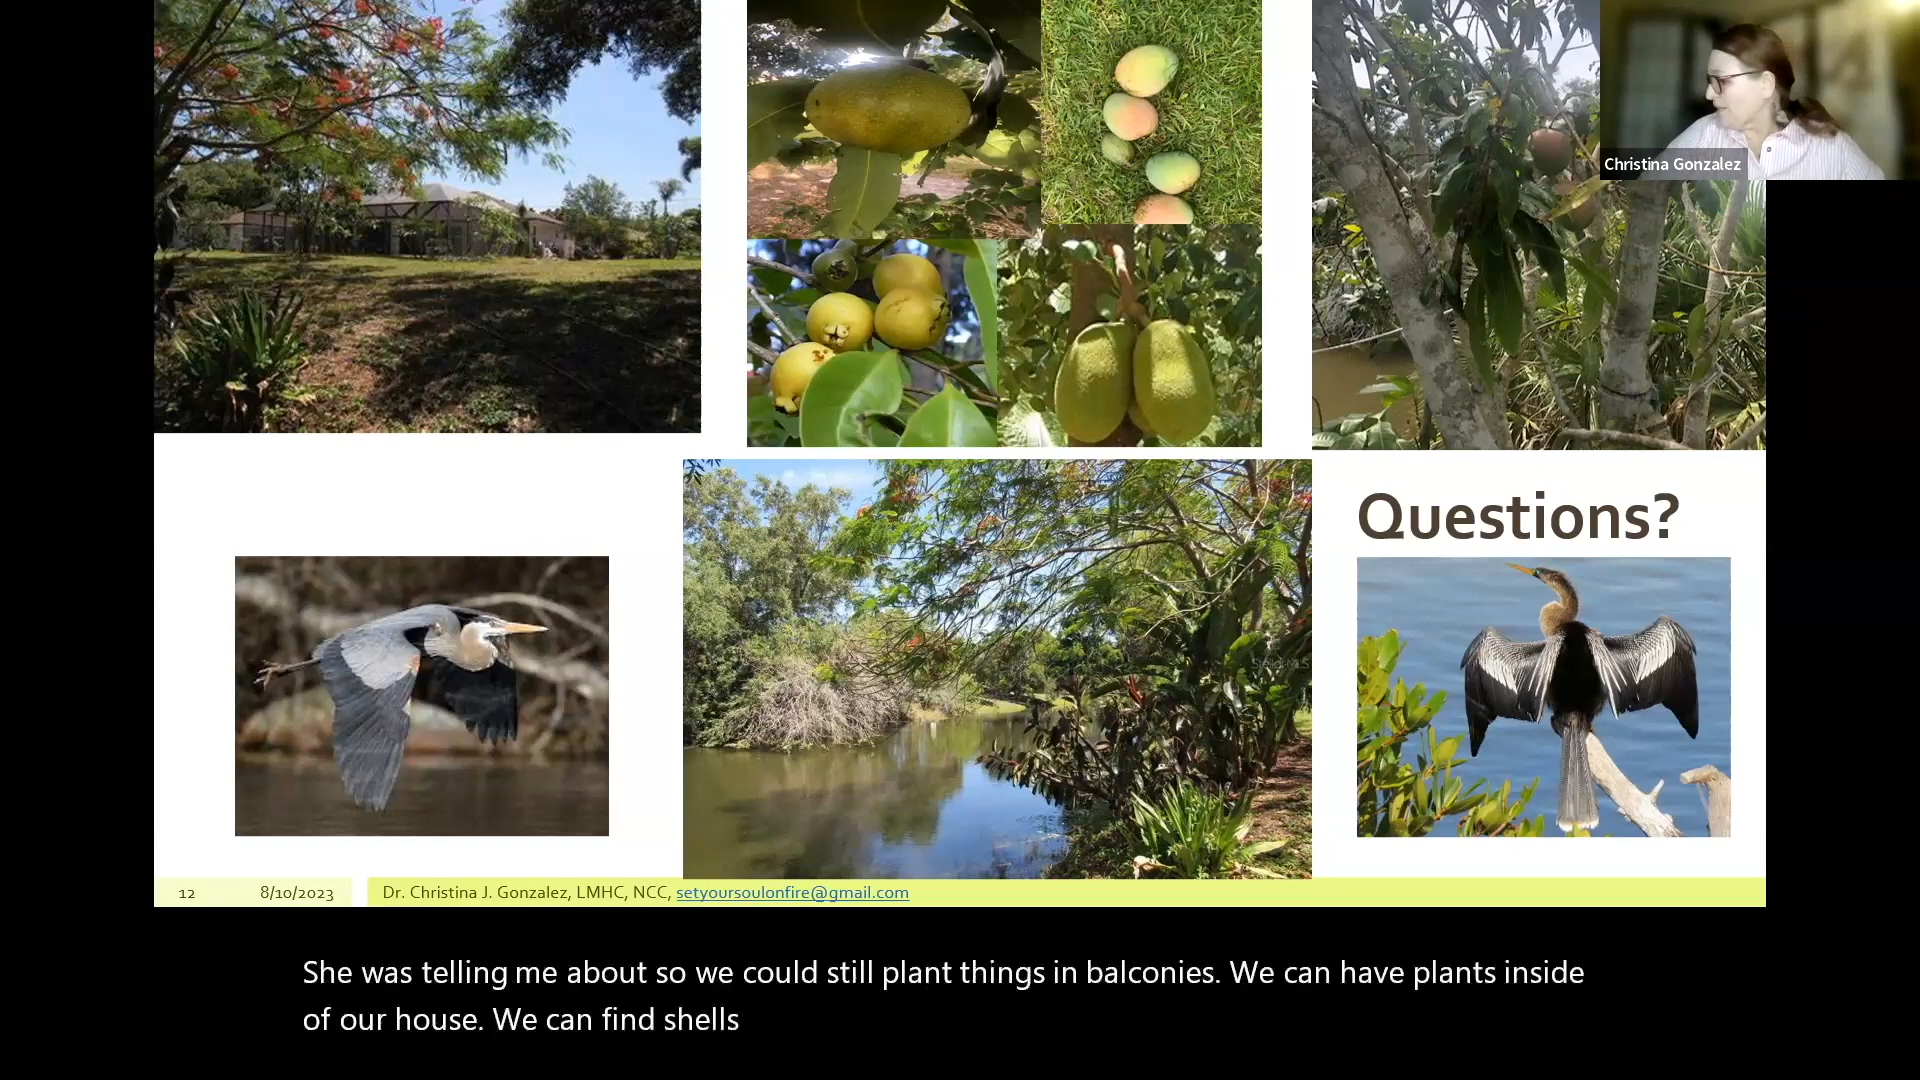 Christina Gonzalez
Questions?
12 8/10/2023 Dr. Christina J. Gonzalez, LMHC, NCC, setyoursoulonfire@gmail.com
She was telling me about so we could still plant things in balconies. We can have plants inside
of our house. We can find shells